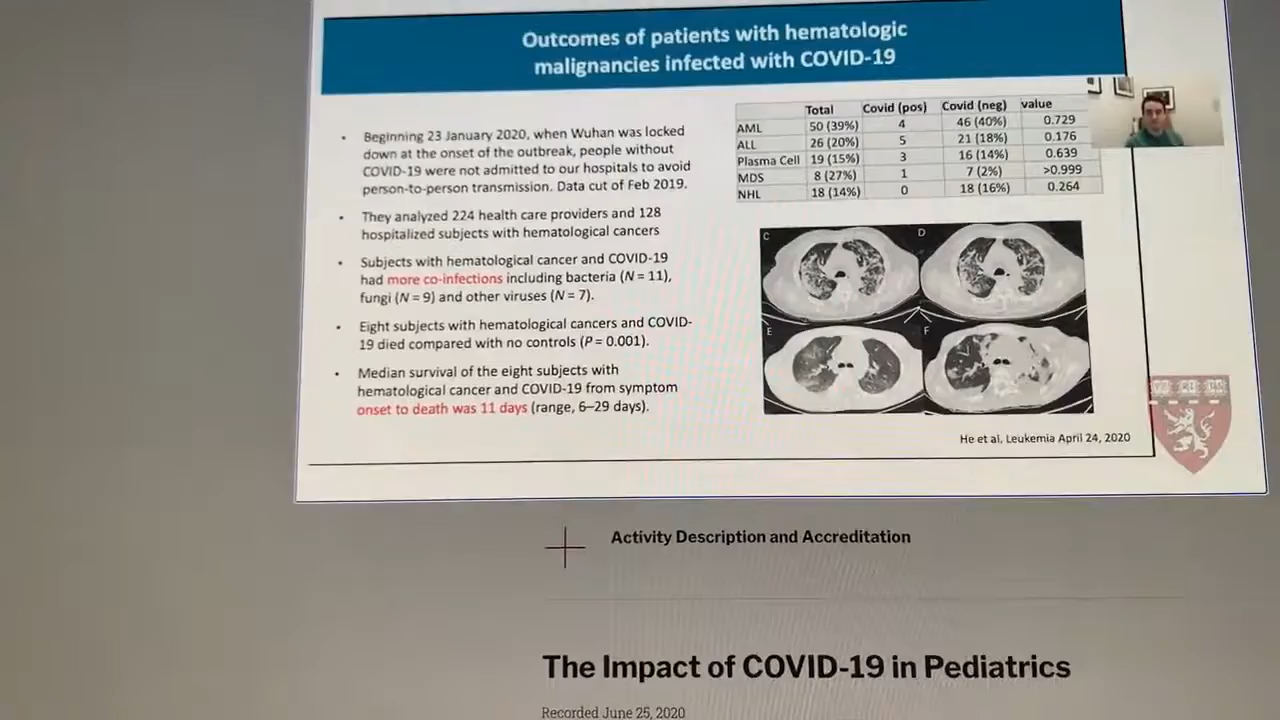 Outcomes of patients with hematologic
malignancies infected with COVID-19
• Beginning 23 January 2020, when Wuhan was locked
down at the onset of the outbreak, people without
COVID-19 were not admitted to our hospitals to avoid
person-to-person transmission. Data cut of Feb 2019.
• They analyzed 224 health care providers and 128
hospitalized subjects with hematological cancers
• Subjects with hematological cancer and COVID-19
had more co-infections including bacteria (N = 11),
fungi (N = 9) and other viruses (N = 7).
• Eight subjects with hematological cancers and COVID-
19 died compared with no controls (P = 0.001).
• Median survival of the eight subjects with
hematological cancer and COVID-19 from symptom
onset to death was 11 days (range, 6–29 days).
Total Covid (pos) Covid (neg) value
AML 50 (39%) 4 46 (40%) 0.729
ALL 26 (20%) 5 21 (18%) 0.176
Plasma Cell 19 (15%) 3 16 (14%) 0.639
MDS 8 (27%) 1 7 (2%) >0.999
NHL 18 (14%) 0 18 (16%) 0.264
C D
E F
He et al, Leukemia April 24, 2020
Activity Description and Accreditation
The Impact of COVID-19 in Pediatrics
Recorded June 25, 2020